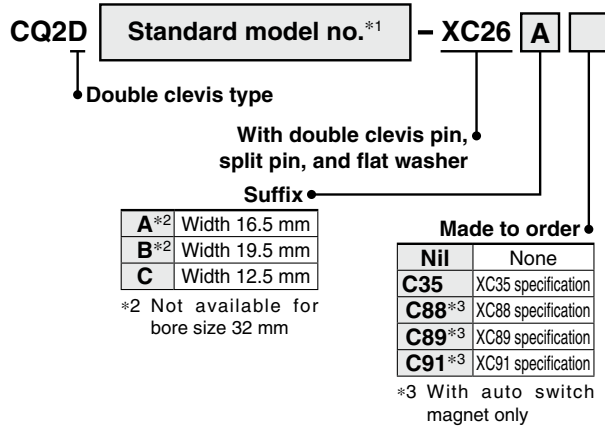 CQ2D Standard model no.*1 – XC26 A
Double clevis type
With double clevis pin,
split pin, and flat washer
Suffix
A*2 Width 16.5 mm
B*2 Width 19.5 mm
C Width 12.5 mm
*2 Not available for
bore size 32 mm
Made to order
Nil None
C35 XC35 specification
C88*3 XC88 specification
C89*3 XC89 specification
C91*3 XC91 specification
*3 With auto switch
magnet only